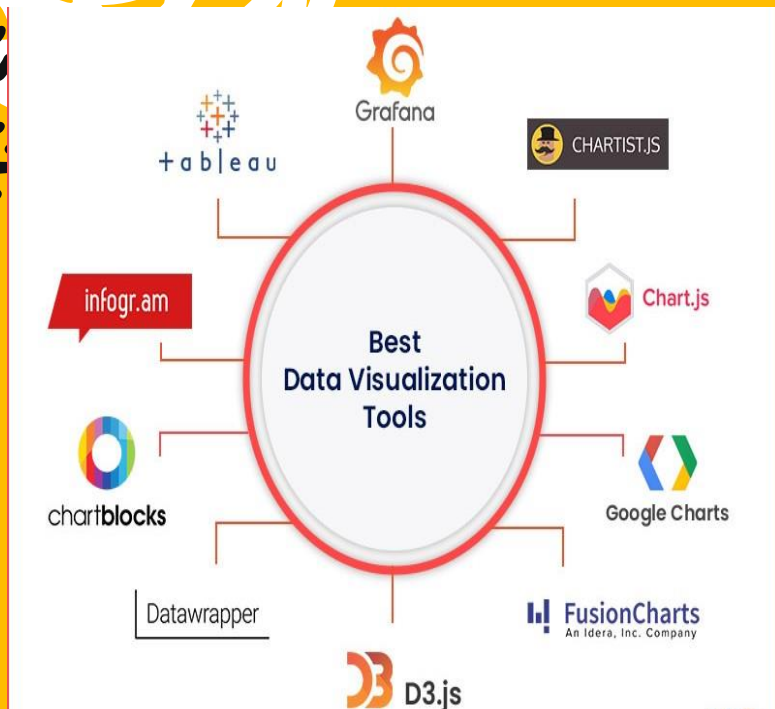 Grafana
+ableau
CHARTIST.JS
infogr.am
Chart.js
Best
Data Visualization
Tools
chartblocks
Google Charts
Datawrapper
FusionCharts
An Idera, Inc. Company
D3.js